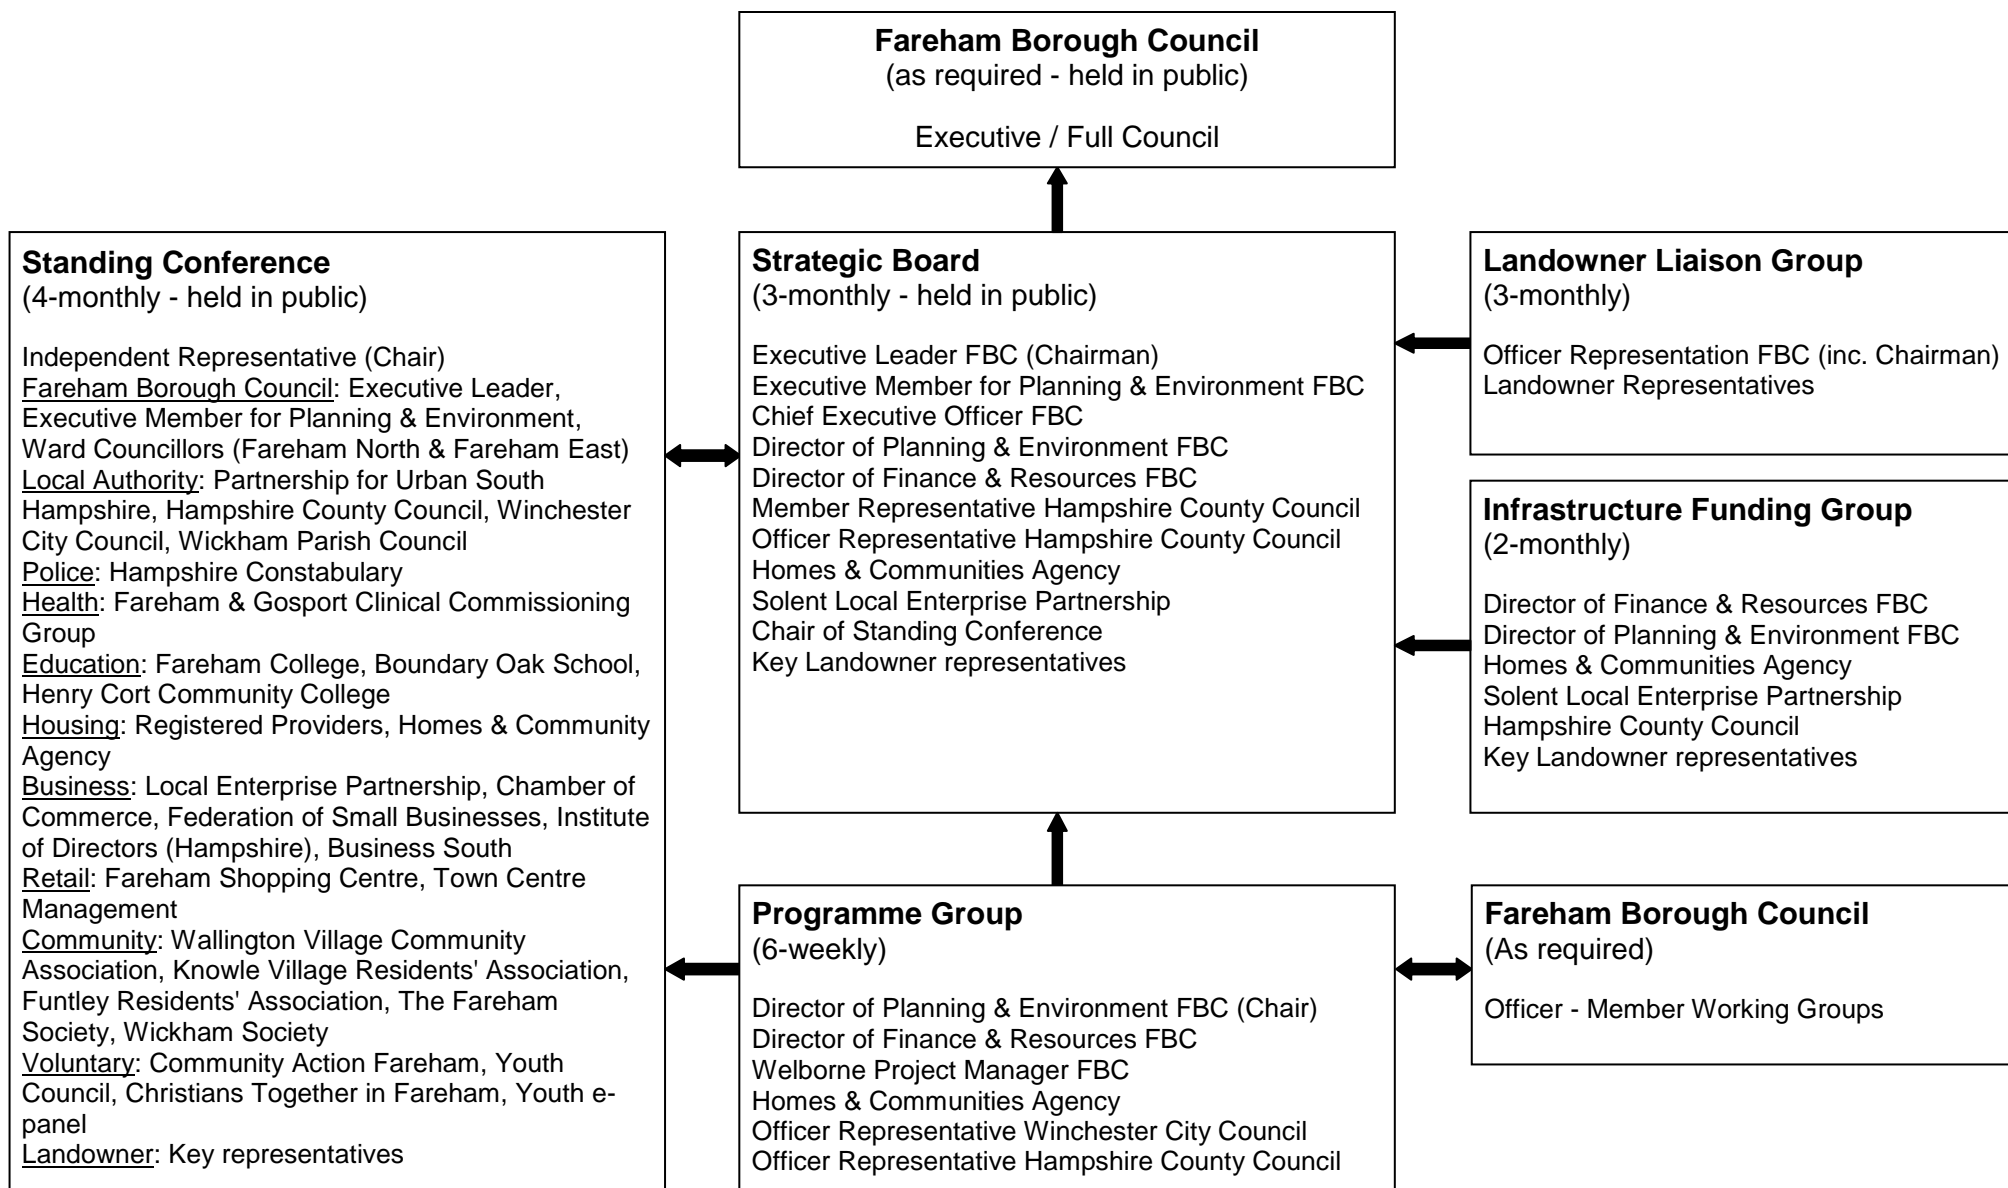 Fareham Borough Council
(as required - held in public)
Executive / Full Council
Standing Conference
(4-monthly - held in public)
Independent Representative (Chair)
Fareham Borough Council: Executive Leader,
Executive Member for Planning & Environment,
Ward Councillors (Fareham North & Fareham East)
Local Authority: Partnership for Urban South
Hampshire, Hampshire County Council, Winchester
City Council, Wickham Parish Council
Police: Hampshire Constabulary
Health: Fareham & Gosport Clinical Commissioning
Group
Education: Fareham College, Boundary Oak School,
Henry Cort Community College
Housing: Registered Providers, Homes & Community
Agency
Business: Local Enterprise Partnership, Chamber of
Commerce, Federation of Small Businesses, Institute
of Directors (Hampshire), Business South
Retail: Fareham Shopping Centre, Town Centre
Management
Community: Wallington Village Community
Association, Knowle Village Residents' Association,
Funtley Residents' Association, The Fareham
Society, Wickham Society
Voluntary: Community Action Fareham, Youth
Council, Christians Together in Fareham, Youth e-
panel
Landowner: Key representatives
Strategic Board
(3-monthly - held in public)
Executive Leader FBC (Chairman)
Executive Member for Planning & Environment FBC
Chief Executive Officer FBC
Director of Planning & Environment FBC
Director of Finance & Resources FBC
Member Representative Hampshire County Council
Officer Representative Hampshire County Council
Homes & Communities Agency
Solent Local Enterprise Partnership
Chair of Standing Conference
Key Landowner representatives
Landowner Liaison Group
(3-monthly)
Officer Representation FBC (inc. Chairman)
Landowner Representatives
Infrastructure Funding Group
(2-monthly)
Director of Finance & Resources FBC
Director of Planning & Environment FBC
Homes & Communities Agency
Solent Local Enterprise Partnership
Hampshire County Council
Key Landowner representatives
Programme Group
(6-weekly)
Director of Planning & Environment FBC (Chair)
Director of Finance & Resources FBC
Welborne Project Manager FBC
Homes & Communities Agency
Officer Representative Winchester City Council
Officer Representative Hampshire County Council
Fareham Borough Council
(As required)
Officer - Member Working Groups